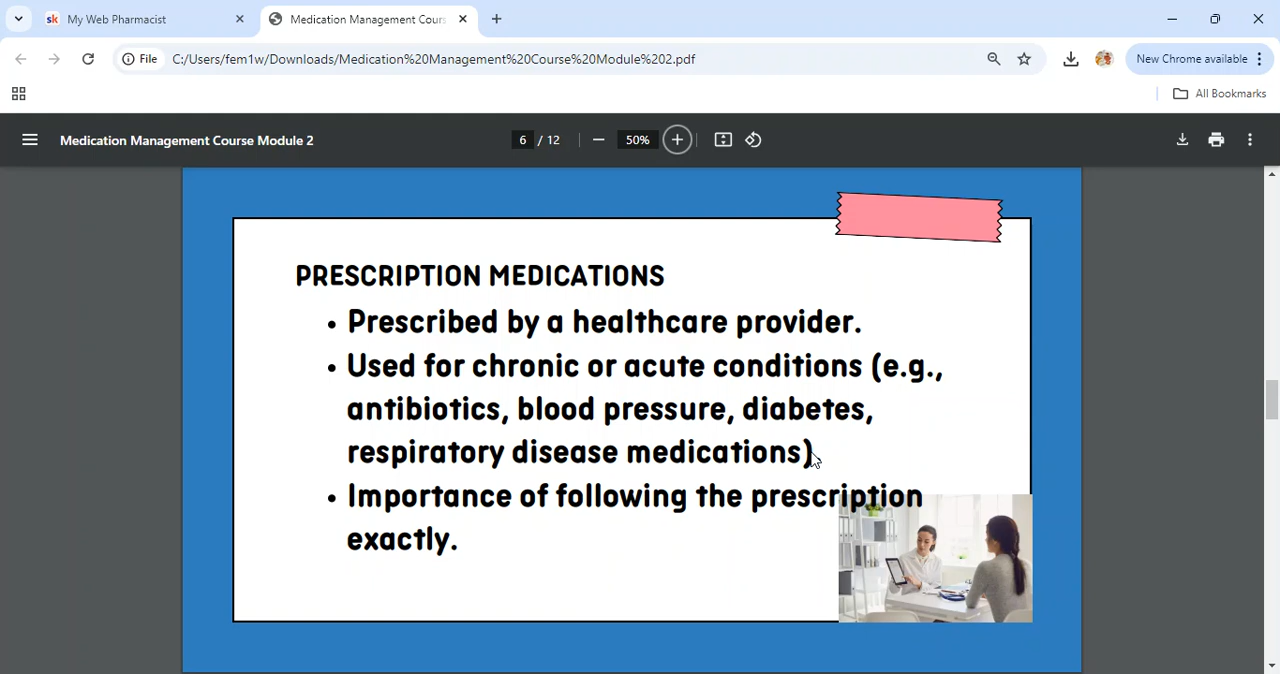 My Web Pharmacist
Medication Management Cours
File
C:/Users/fem1w/Downloads/Medication%20Management%20Course%20Module%202.pdf
New Chrome available
All Bookmarks
Medication Management Course Module 2
6 / 12
50%
PRESCRIPTION MEDICATIONS
• Prescribed by a healthcare provider.
• Used for chronic or acute conditions (e.g.,
antibiotics, blood pressure, diabetes,
respiratory disease medications)
• Importance of following the prescription
exactly.